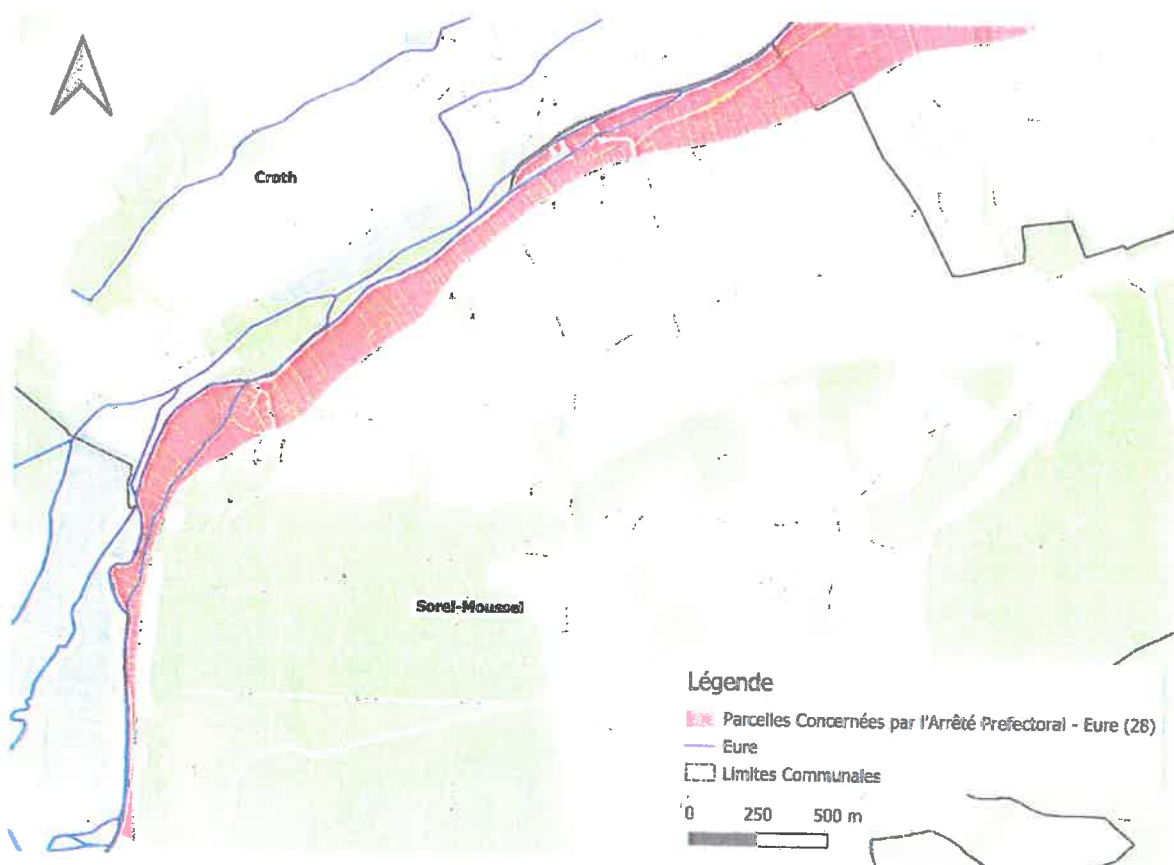 Croth
Sorel-Moussel
Légende
Parcelles Concernées par l'Arrêté Prefectoral - Eure (28)
Eure
Limites Communales
0 250 500 m